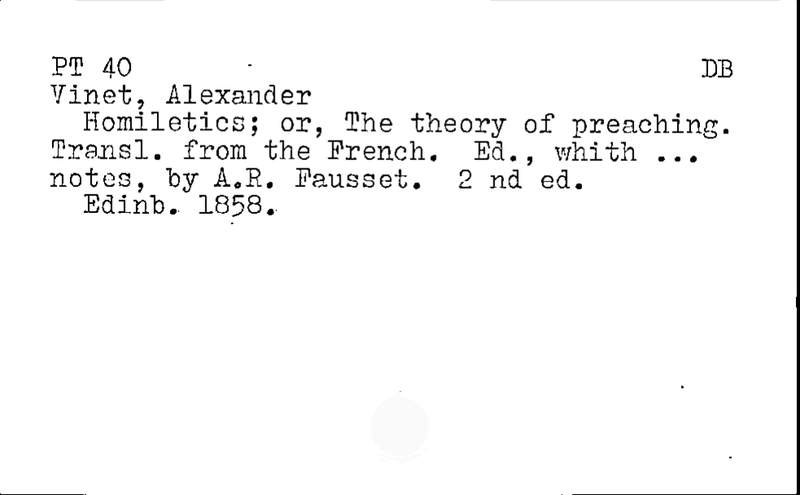 PT 40 DB
Vinet, Alexander
Homiletics; or, The theory of preaching.
Transl. from the French. Ed., whith ...
notes, by A.R. Fausset. 2 nd ed.
Edinb. 1858.